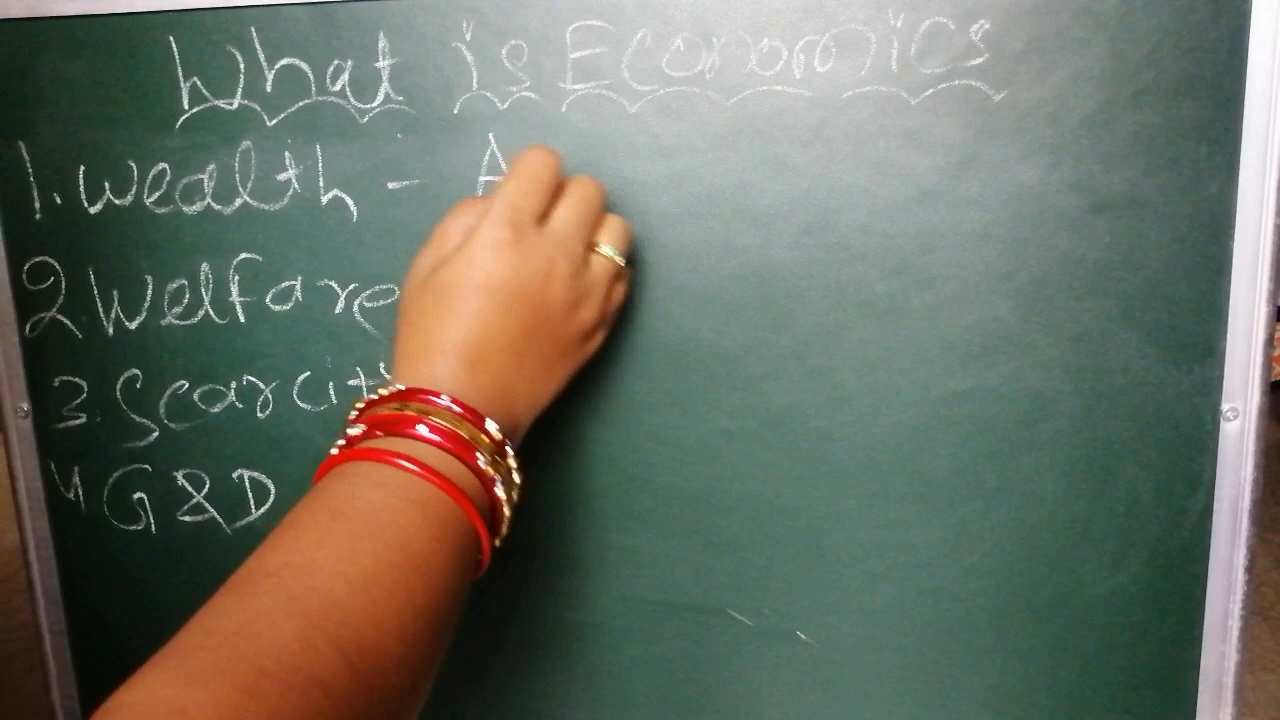 What is Economics
1. Wealth - A
2. Welfare
3. Scarcity
4 G & D